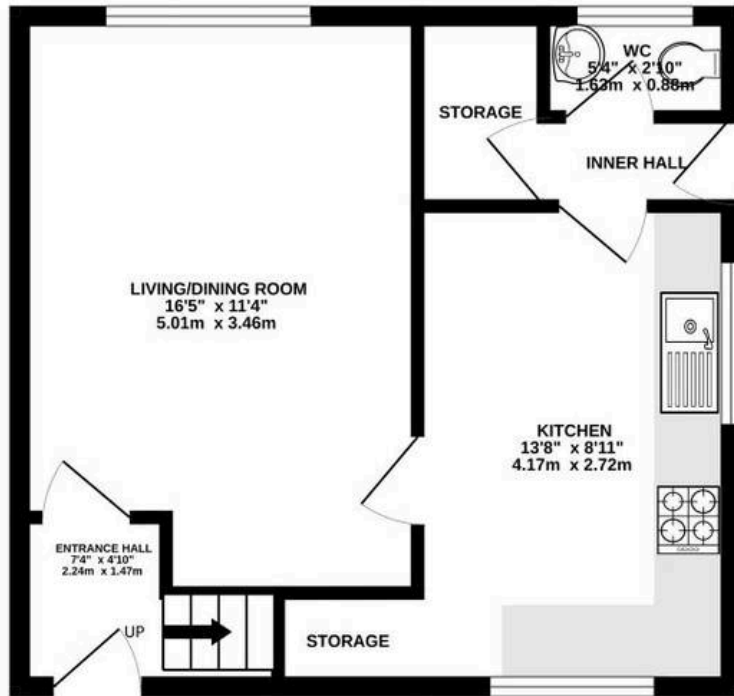 WC
5'4" x 2'10"
1.63m x 0.88m
STORAGE
INNER HALL
LIVING/DINING ROOM
16'5" x 11'4"
5.01m x 3.46m
KITCHEN
13'8" x 8'11"
4.17m x 2.72m
ENTRANCE HALL
7'4" x 4'10"
2.24m x 1.47m
UP
STORAGE